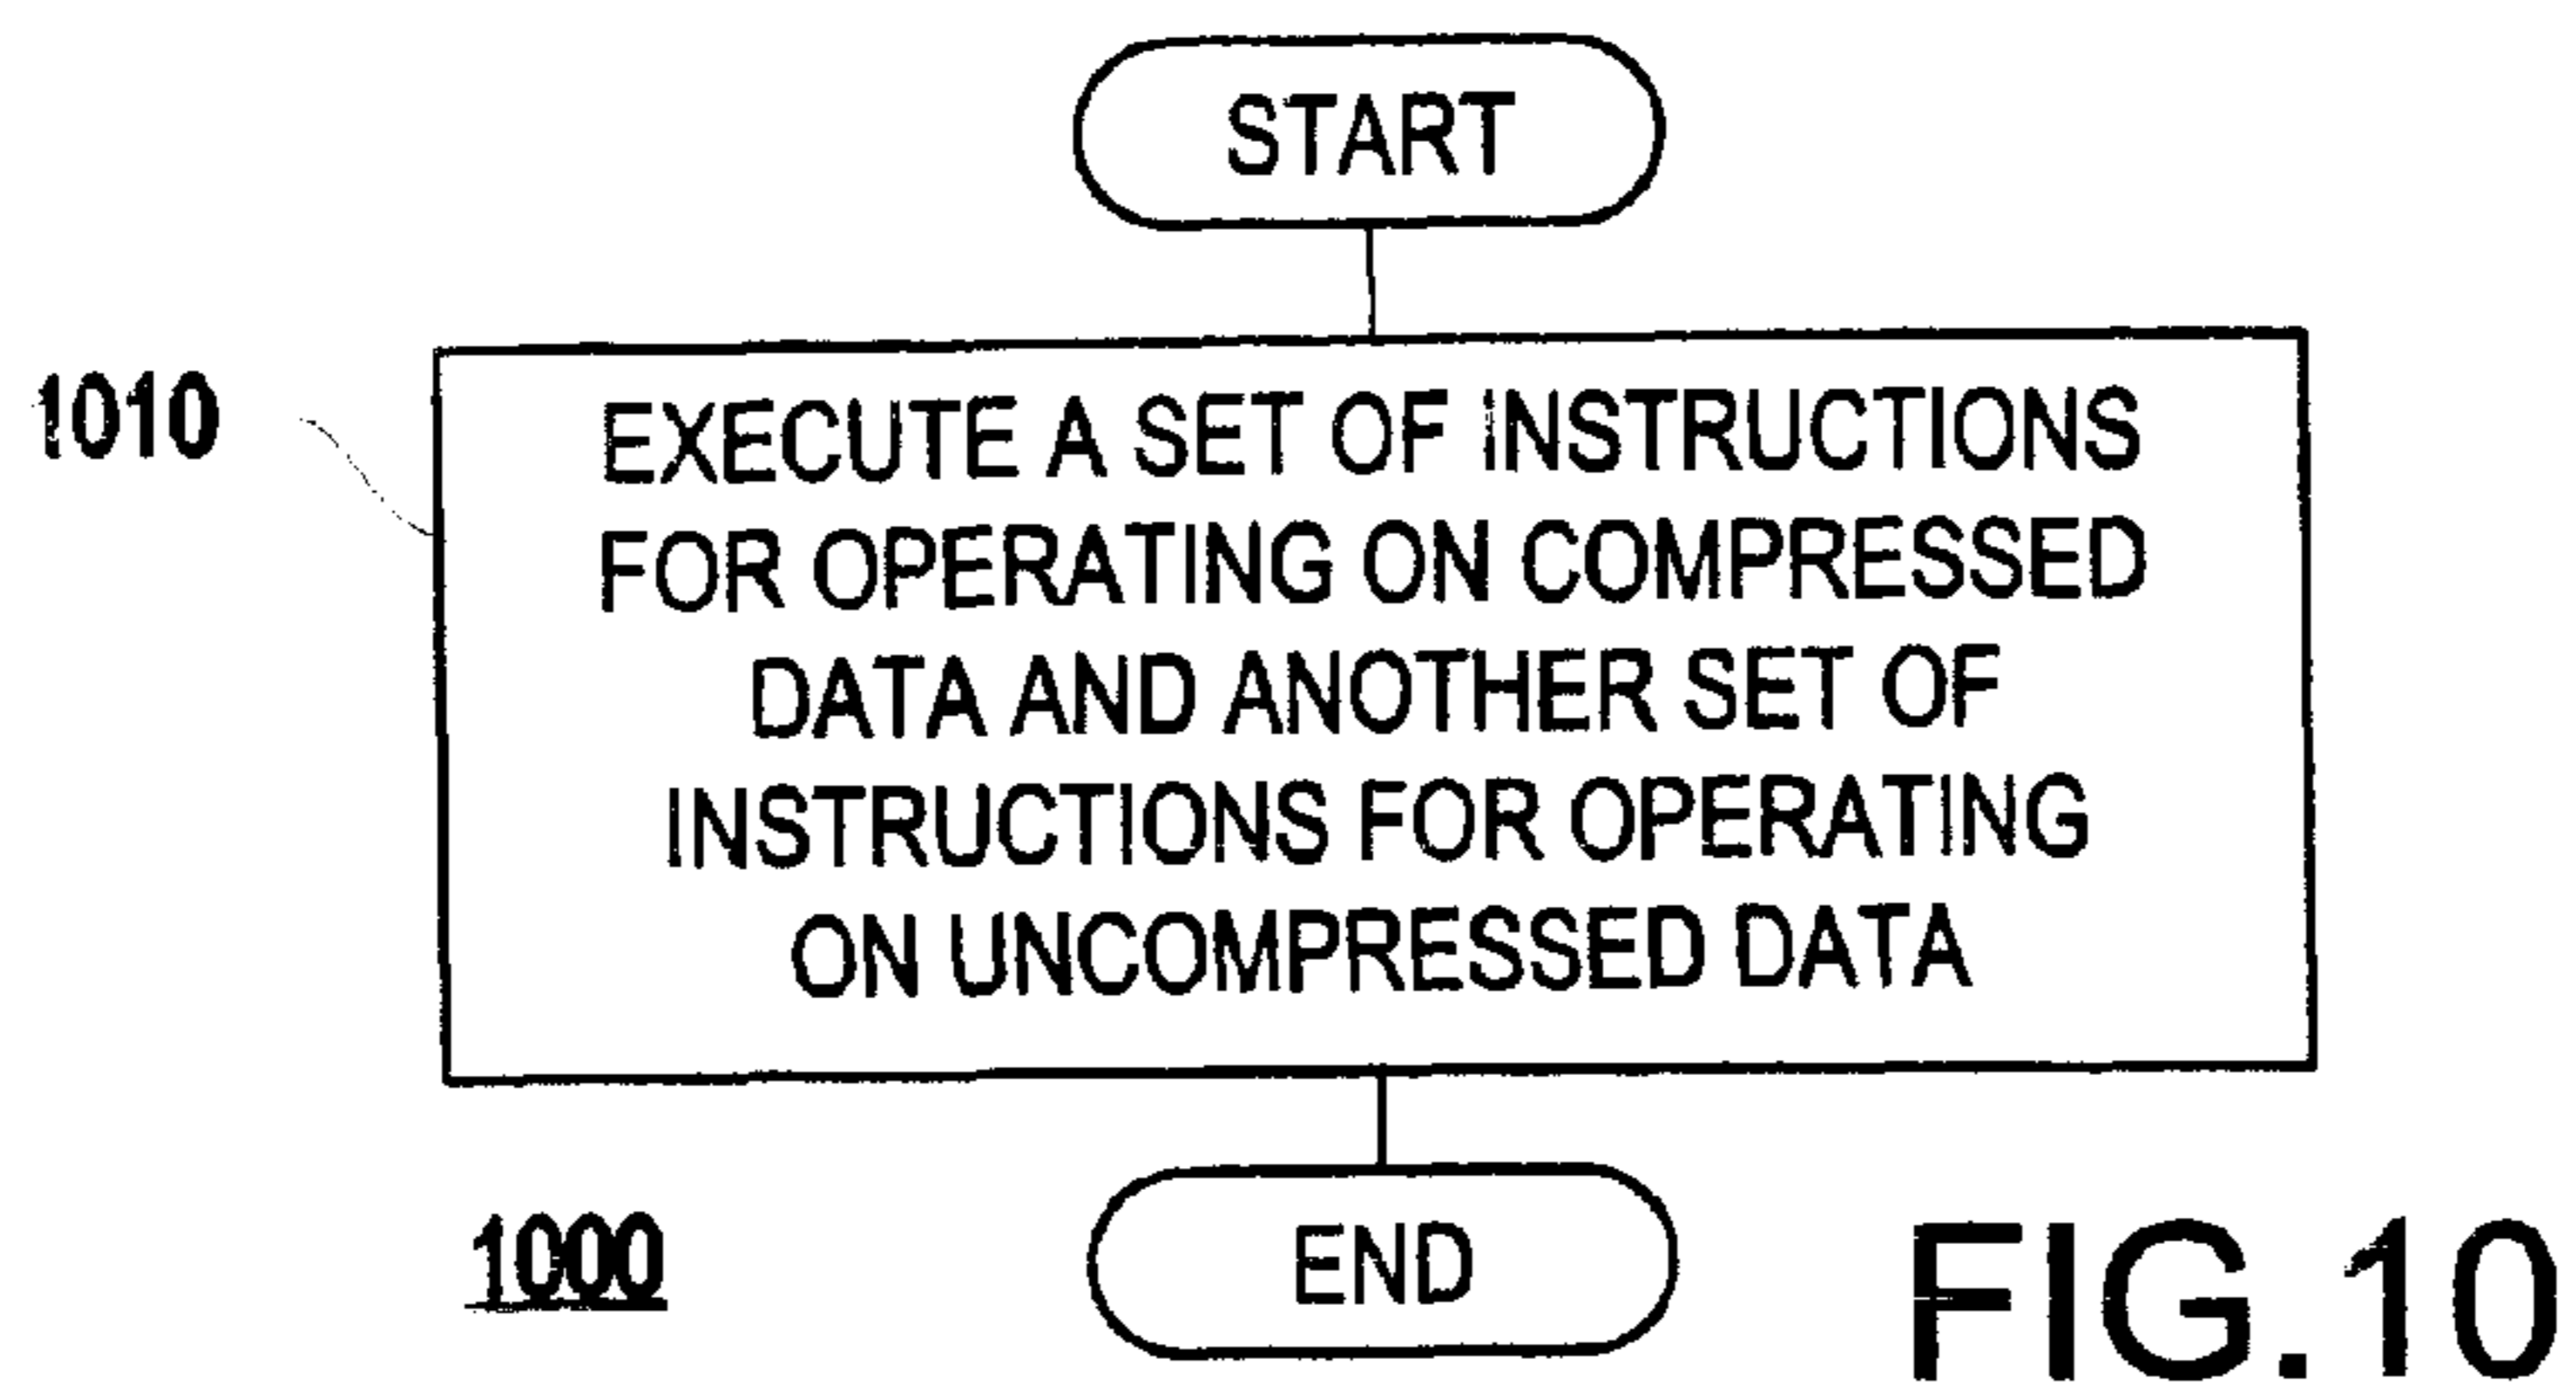 START
1010
EXECUTE A SET OF INSTRUCTIONS
FOR OPERATING ON COMPRESSED
DATA AND ANOTHER SET OF
INSTRUCTIONS FOR OPERATING
ON UNCOMPRESSED DATA
1000
END
FIG.10